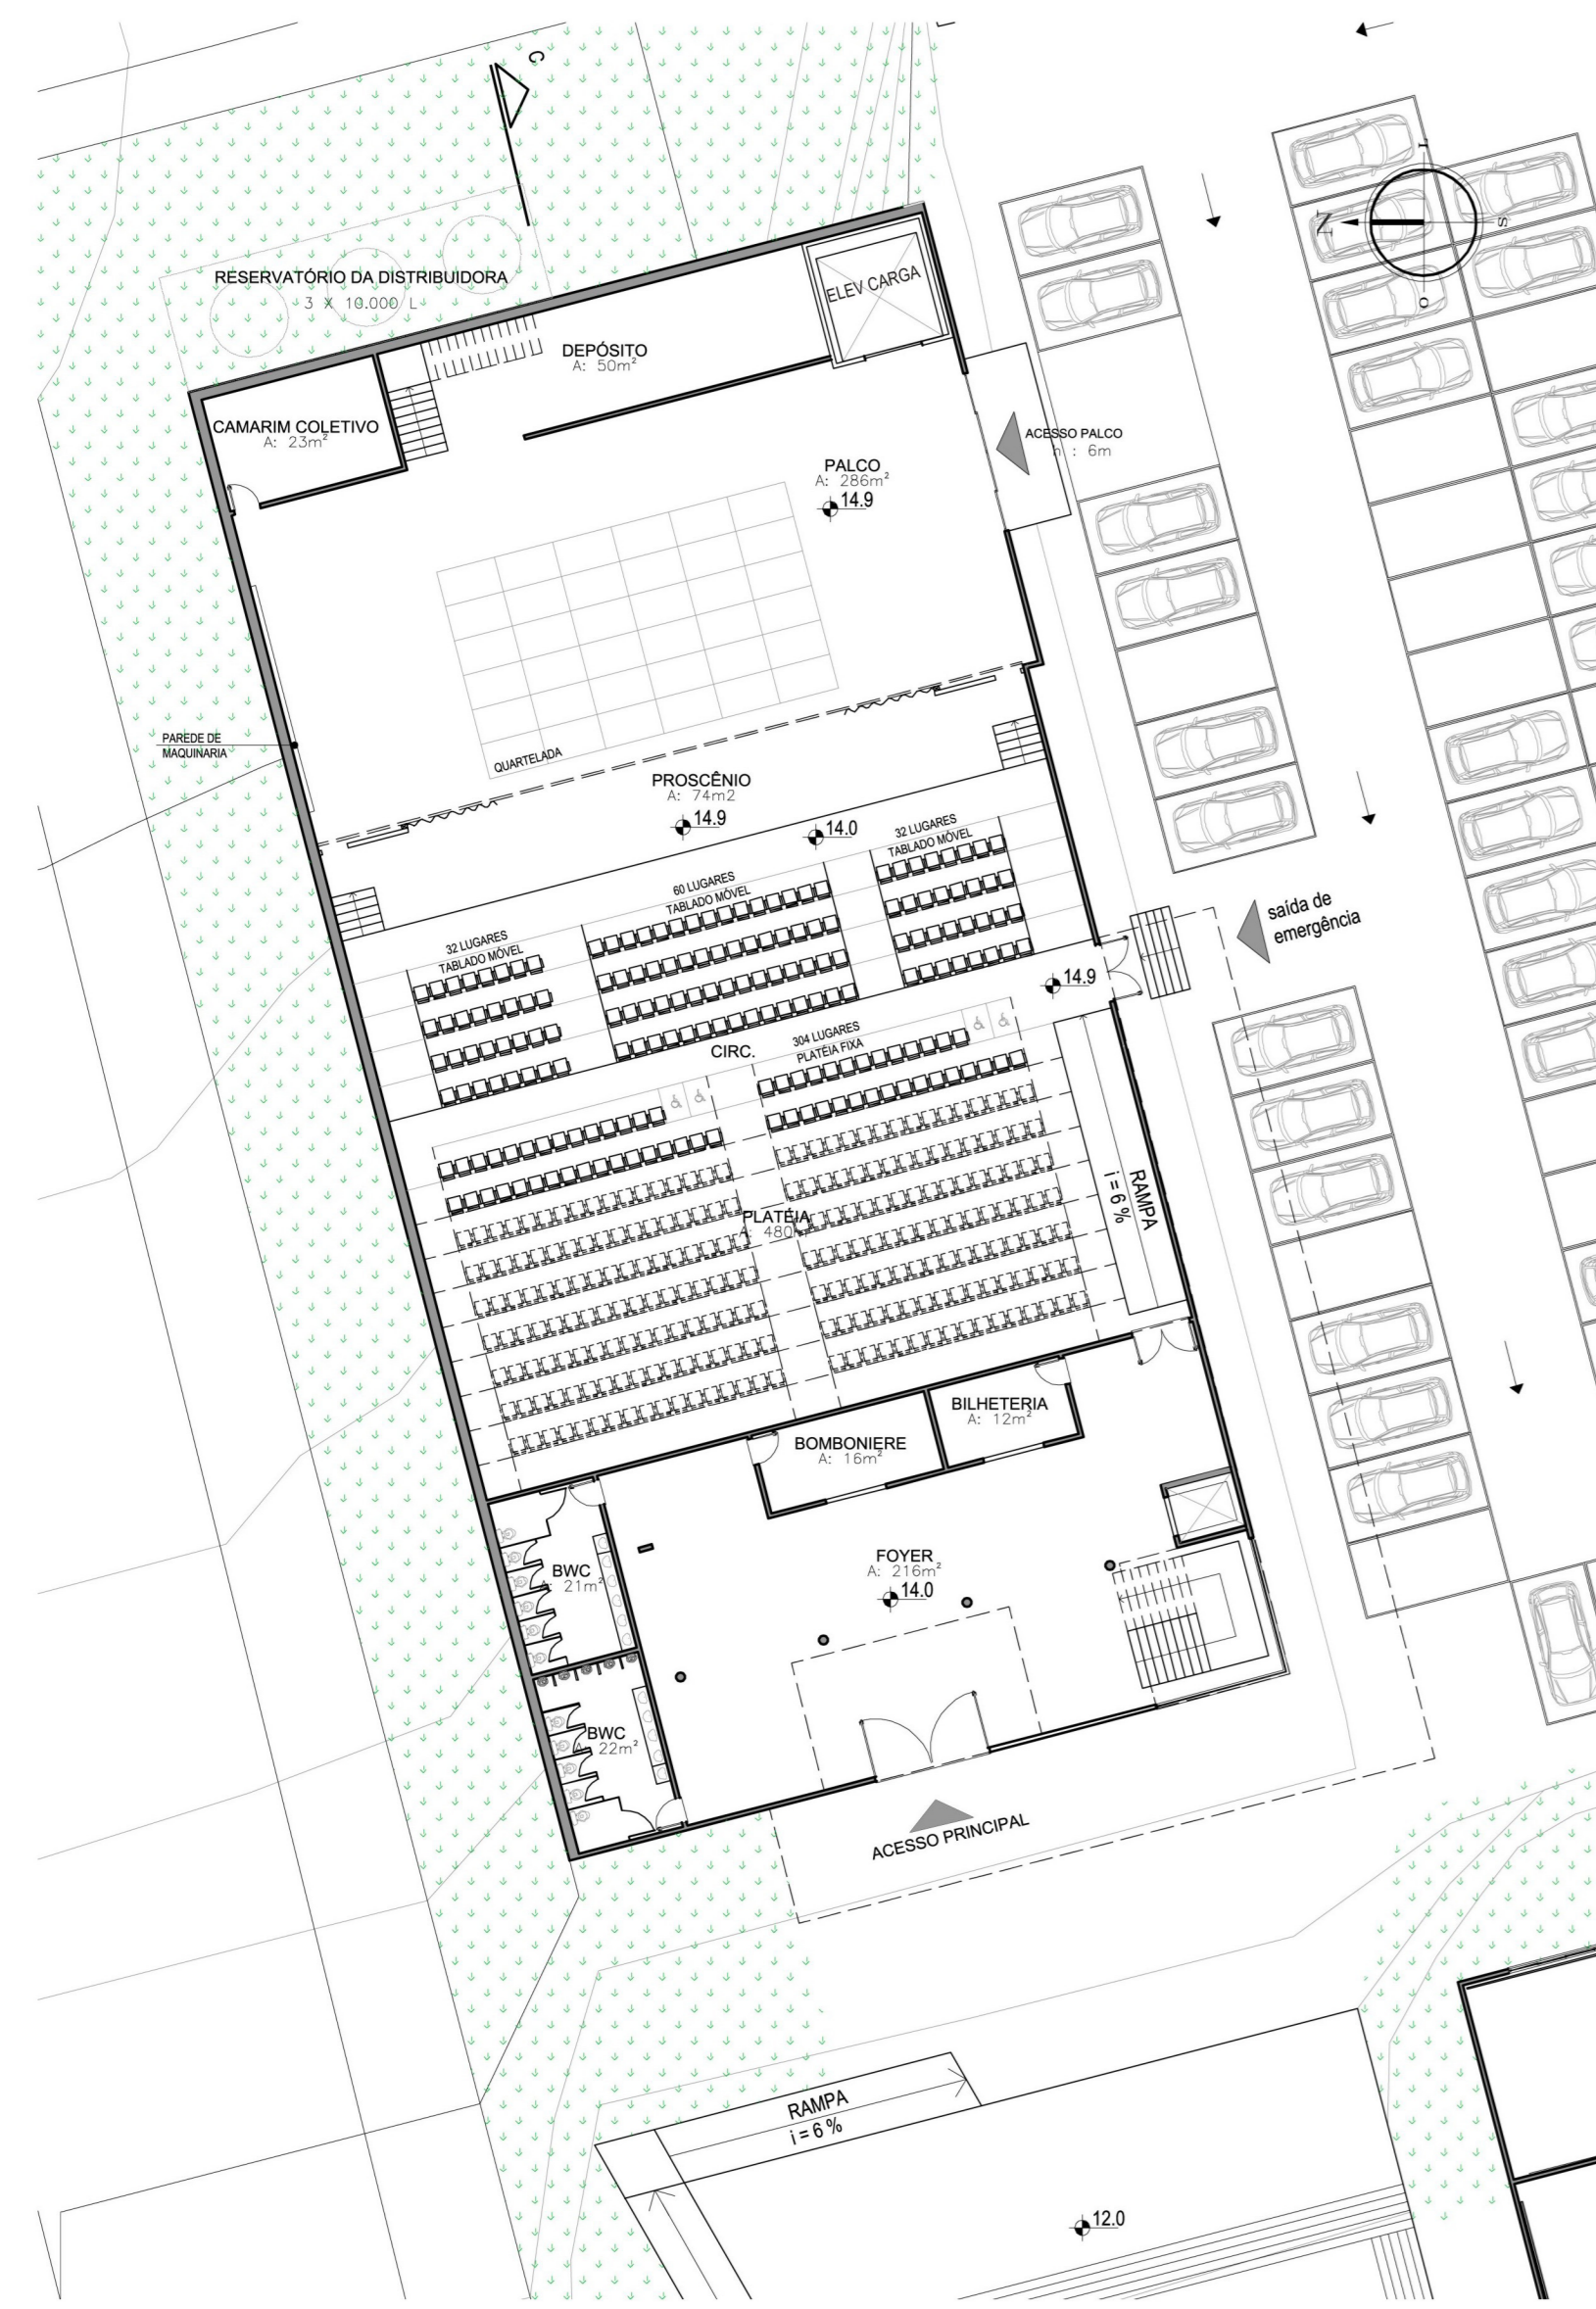 C
L
N
S
O
RESERVATÓRIO DA DISTRIBUIDORA
3 X 10.000 L
ELEV CARGA
DEPÓSITO
A: 50m²
CAMARIM COLETIVO
A: 23m²
ACESSO PALCO
h : 6m
PALCO
A: 286m²
14.9
PAREDE DE
MAQUINARIA
QUARTELADA
PROSCÊNIO
A: 74m2
14.9
14.0
32 LUGARES
TABLADO MÓVEL
60 LUGARES
TABLADO MÓVEL
32 LUGARES
TABLADO MÓVEL
saída de
emergência
14.9
304 LUGARES
PLATÉIA FIXA
CIRC.
PLATÉIA
A: 480
RAMPA
i = 6 %
BILHETERIA
A: 12m²
BOMBONIERE
A: 16m²
FOYER
A: 216m²
14.0
BWC
A: 21m²
BWC
A: 22m²
ACESSO PRINCIPAL
RAMPA
i = 6 %
12.0